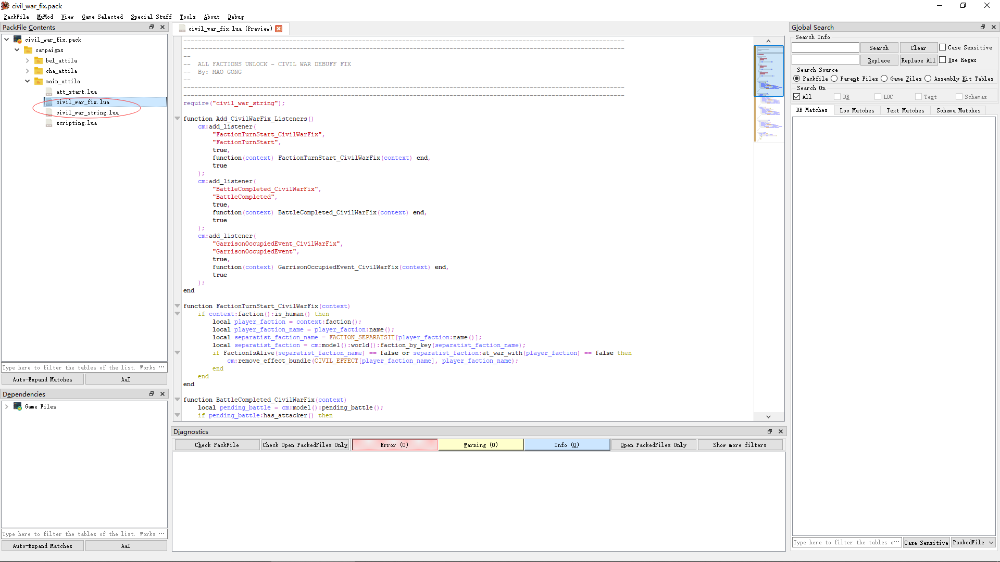 civil_war_fix.pack
PackFile MyMod View Game Selected Special Stuff Tools About Debug
PackFile Contents
civil_war_fix.pack
campaigns
bel_attila
cha_attila
main_attila
att_start.lua
civil_war_fix.lua
civil_war_string.lua
scripting.lua
Type here to filter the tables of the list. Works ...
Auto-Expand Matches AaI
Dependencies
Game Files
Type here to filter the tables of the list. Works ...
Auto-Expand Matches AaI
civil_war_fix.lua (Preview)
-------------------------------------------------------------------------------------------------------------------------
-------------------------------------------------------------------------------------------------------------------------
--
-- ALL FACTIONS UNLOCK - CIVIL WAR DEBUFF FIX
-- By: MAO GONG
--
-------------------------------------------------------------------------------------------------------------------------
-------------------------------------------------------------------------------------------------------------------------
require("civil_war_string");
function Add_CivilWarFix_Listeners()
cm:add_listener(
"FactionTurnStart_CivilWarFix",
"FactionTurnStart",
true,
function(context) FactionTurnStart_CivilWarFix(context) end,
true
);
cm:add_listener(
"BattleCompleted_CivilWarFix",
"BattleCompleted",
true,
function(context) BattleCompleted_CivilWarFix(context) end,
true
);
cm:add_listener(
"GarrisonOccupiedEvent_CivilWarFix",
"GarrisonOccupiedEvent",
true,
function(context) GarrisonOccupiedEvent_CivilWarFix(context) end,
true
);
end
function FactionTurnStart_CivilWarFix(context)
if context:faction():is_human() then
local player_faction = context:faction();
local player_faction_name = player_faction:name();
local separatist_faction_name = FACTION_SEPARATSIT[player_faction:name()];
local separatist_faction = cm:model():world():faction_by_key(separatist_faction_name);
if FactionIsAlive(separatist_faction_name) == false or separatist_faction:at_war_with(player_faction) == false then
cm:remove_effect_bundle(CIVIL_EFFECT[player_faction_name], player_faction_name);
end
end
end
function BattleCompleted_CivilWarFix(context)
local pending_battle = cm:model():pending_battle();
if pending_battle:has_attacker() then
Diagnostics
Check PackFile Check Open PackedFiles Only Error (0) Warning (0) Info (0) Open PackedFiles Only Show more filters
Global Search
Search Info
Search Clear Case Sensitive
Replace Replace All Use Regex
Search Source
Packfile Parent Files Game Files Assembly Kit Tables
Search On
All DB LOC Text Schemas
DB Matches Loc Matches Text Matches Schema Matches
Type here to filter the tables o... Case Sensitive PackedFile